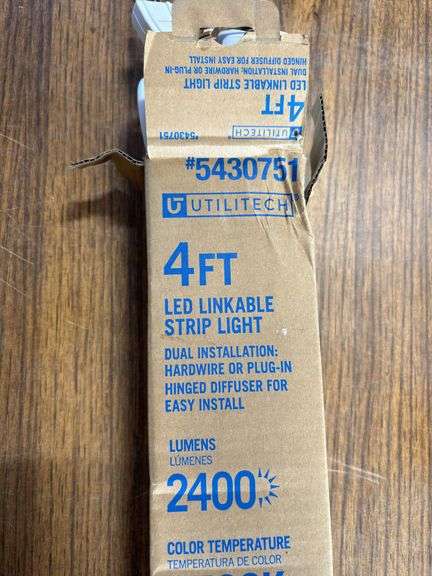 HINGED DIFFUSER FOR EASY INSTALL
DUAL INSTALLATION: HARDWIRE OR PLUG-IN
LED LINKABLE STRIP LIGHT
4FT
UTILITECH®
#5430751
#5430751
UTILITECH®
4FT
LED LINKABLE
STRIP LIGHT
DUAL INSTALLATION:
HARDWIRE OR PLUG-IN
HINGED DIFFUSER FOR
EASY INSTALL
LUMENS
LÚMENES
2400
COLOR TEMPERATURE
TEMPERATURA DE COLOR